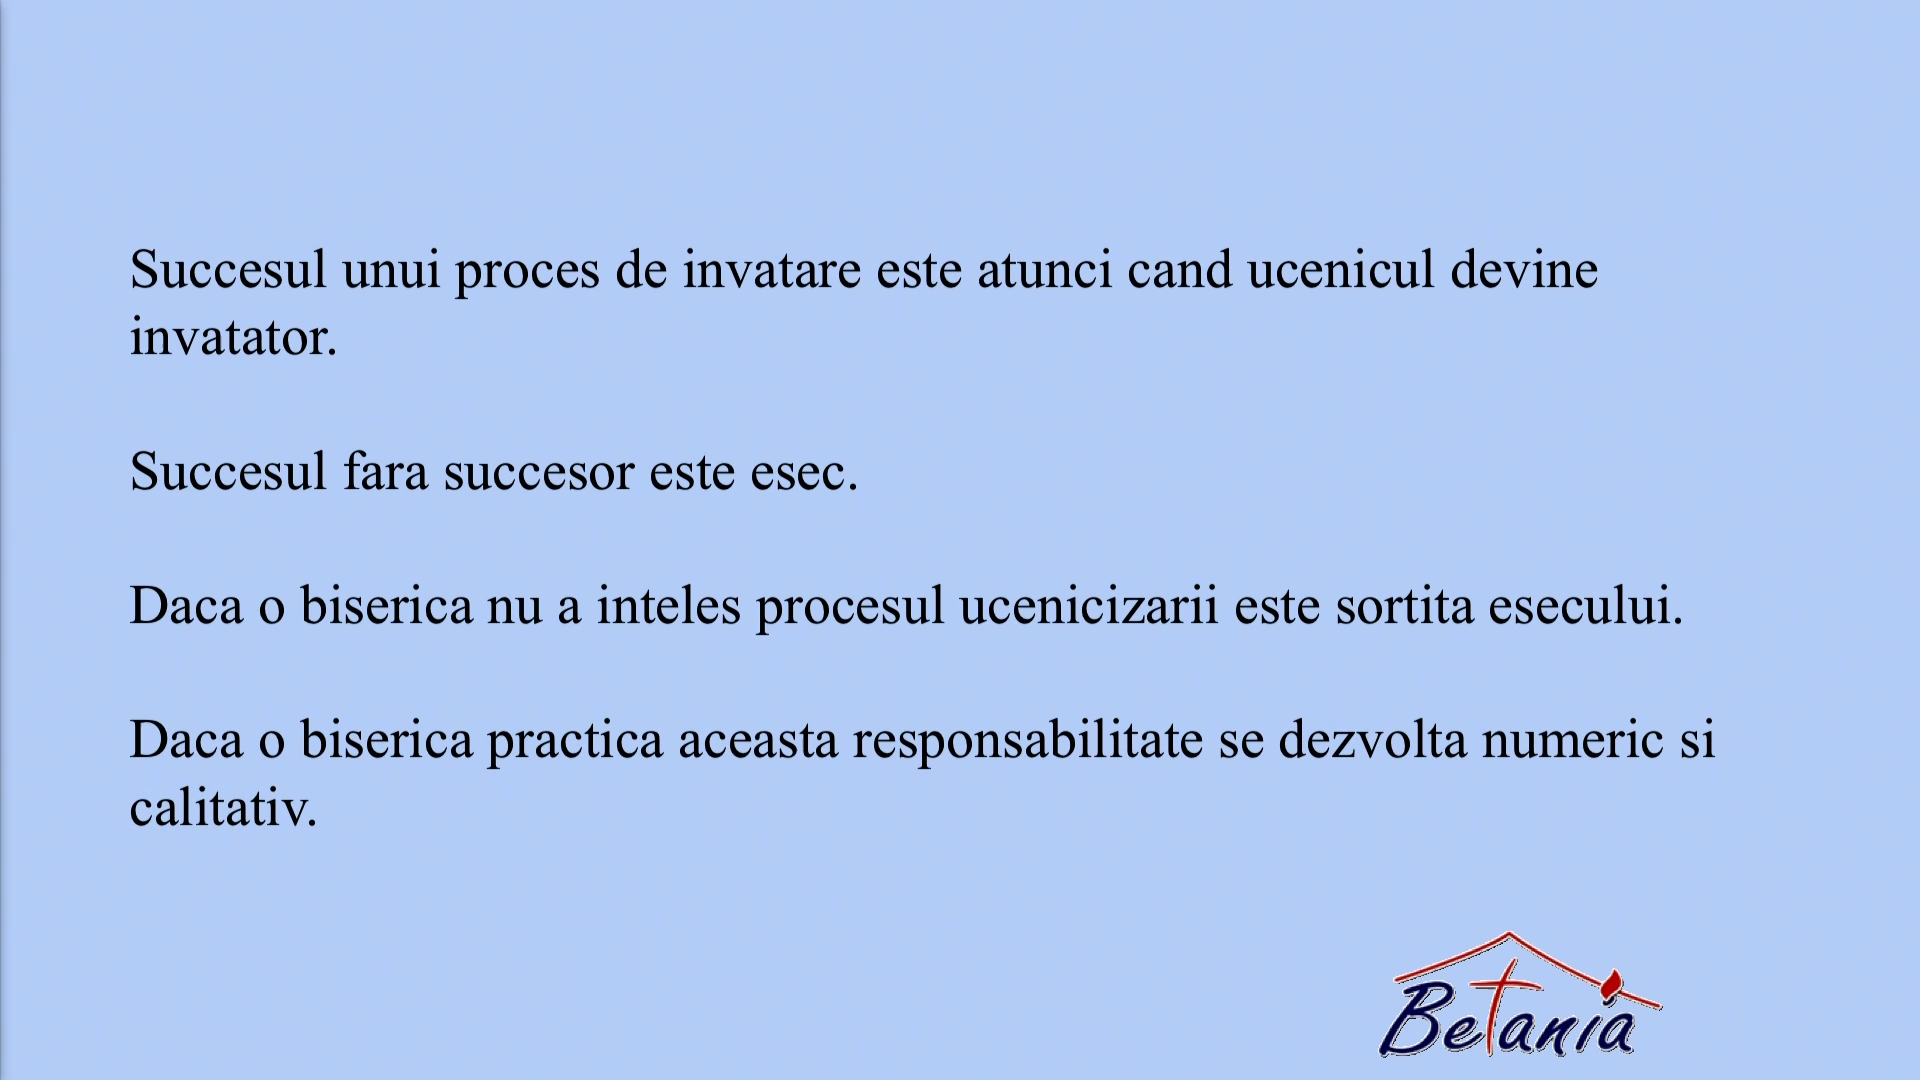 Succesul unui proces de invatare este atunci cand ucenicul devine
invatator.
Succesul fara succesor este esec.
Daca o biserica nu a inteles procesul ucenicizarii este sortita esecului.
Daca o biserica practica aceasta responsabilitate se dezvolta numeric si
calitativ.
Betania